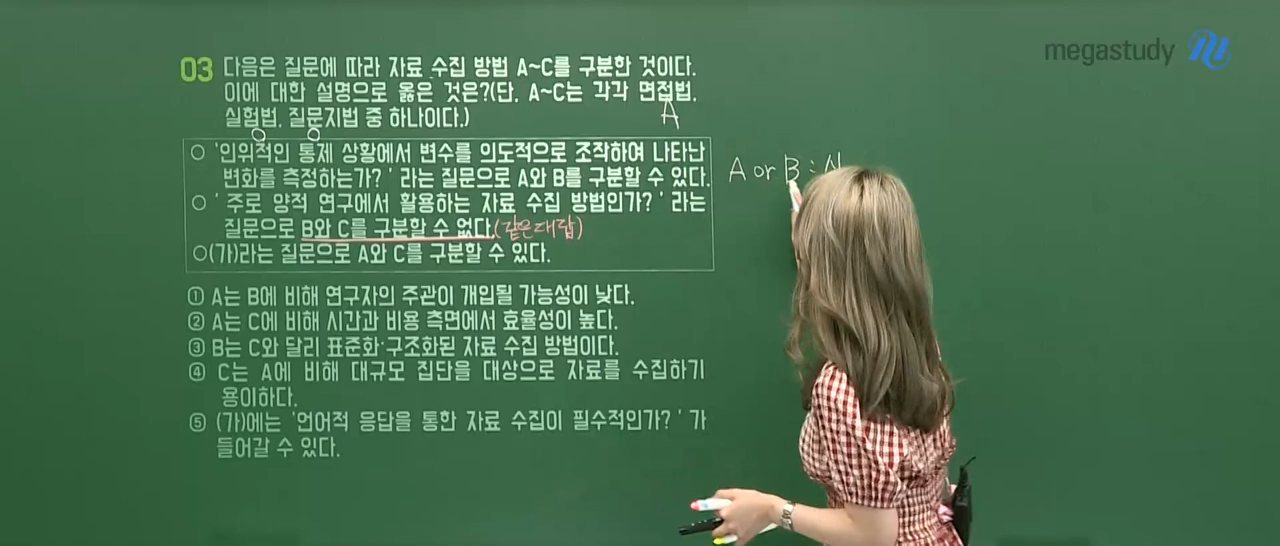 megastudy
03 다음은 질문에 따라 자료 수집 방법 A~C를 구분한 것이다.
이에 대한 설명으로 옳은 것은?(단, A~C는 각각 면접법,
실험법, 질문지법 중 하나이다.)
A
○ '인위적인 통제 상황에서 변수를 의도적으로 조작하여 나타난
변화를 측정하는가?' 라는 질문으로 A와 B를 구분할 수 있다.
○ '주로 양적 연구에서 활용하는 자료 수집 방법인가?' 라는
질문으로 B와 C를 구분할 수 없다.(같은대답)
○(가)라는 질문으로 A와 C를 구분할 수 있다.
A or B : 실
① A는 B에 비해 연구자의 주관이 개입될 가능성이 낮다.
② A는 C에 비해 시간과 비용 측면에서 효율성이 높다.
③ B는 C와 달리 표준화·구조화된 자료 수집 방법이다.
④ C는 A에 비해 대규모 집단을 대상으로 자료를 수집하기
용이하다.
⑤ (가)에는 '언어적 응답을 통한 자료 수집이 필수적인가?' 가
들어갈 수 있다.